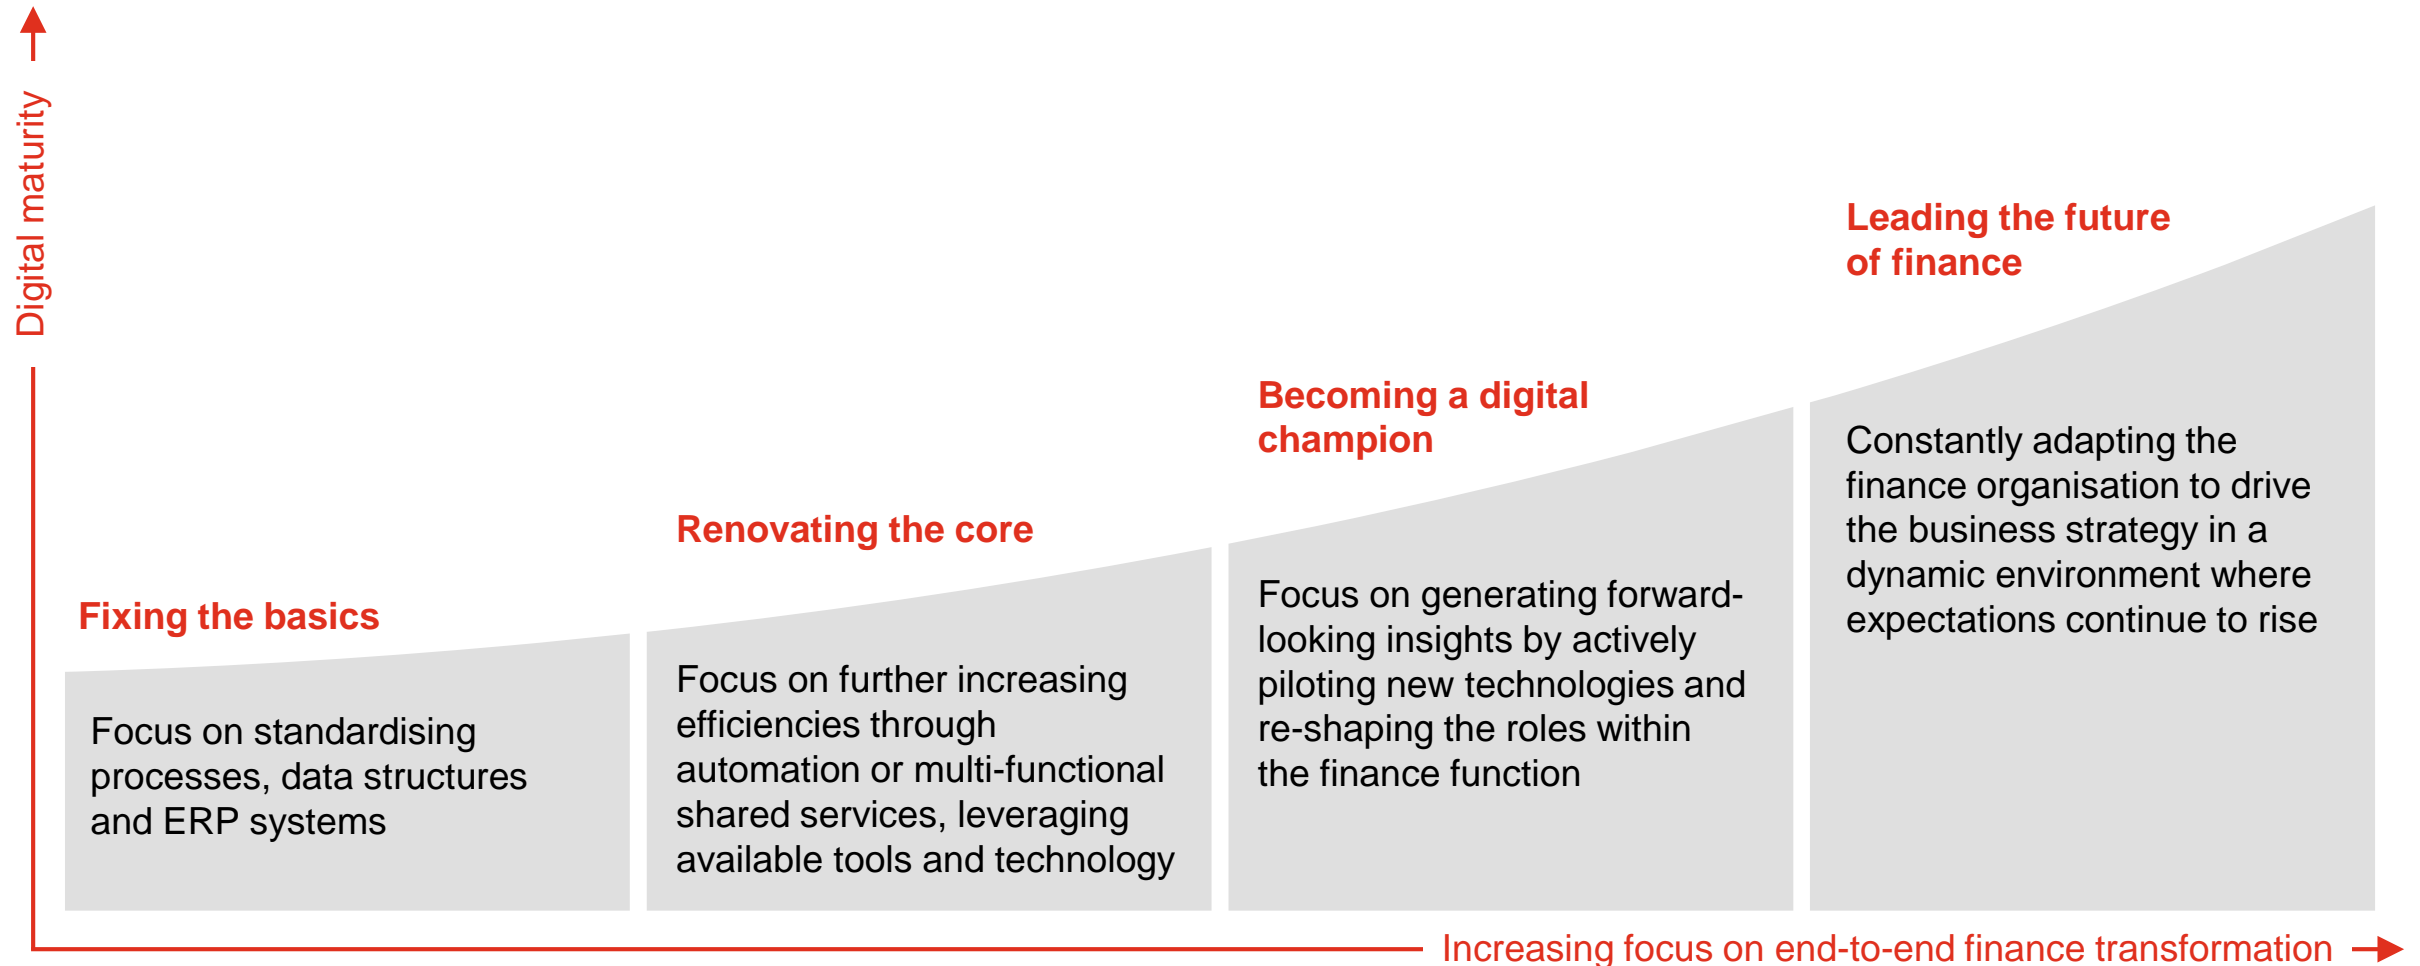 Digital maturity
Fixing the basics
Focus on standardising
processes, data structures
and ERP systems
Renovating the core
Focus on further increasing
efficiencies through
automation or multi-functional
shared services, leveraging
available tools and technology
Becoming a digital
champion
Focus on generating forward-
looking insights by actively
piloting new technologies and
re-shaping the roles within
the finance function
Leading the future
of finance
Constantly adapting the
finance organisation to drive
the business strategy in a
dynamic environment where
expectations continue to rise
Increasing focus on end-to-end finance transformation